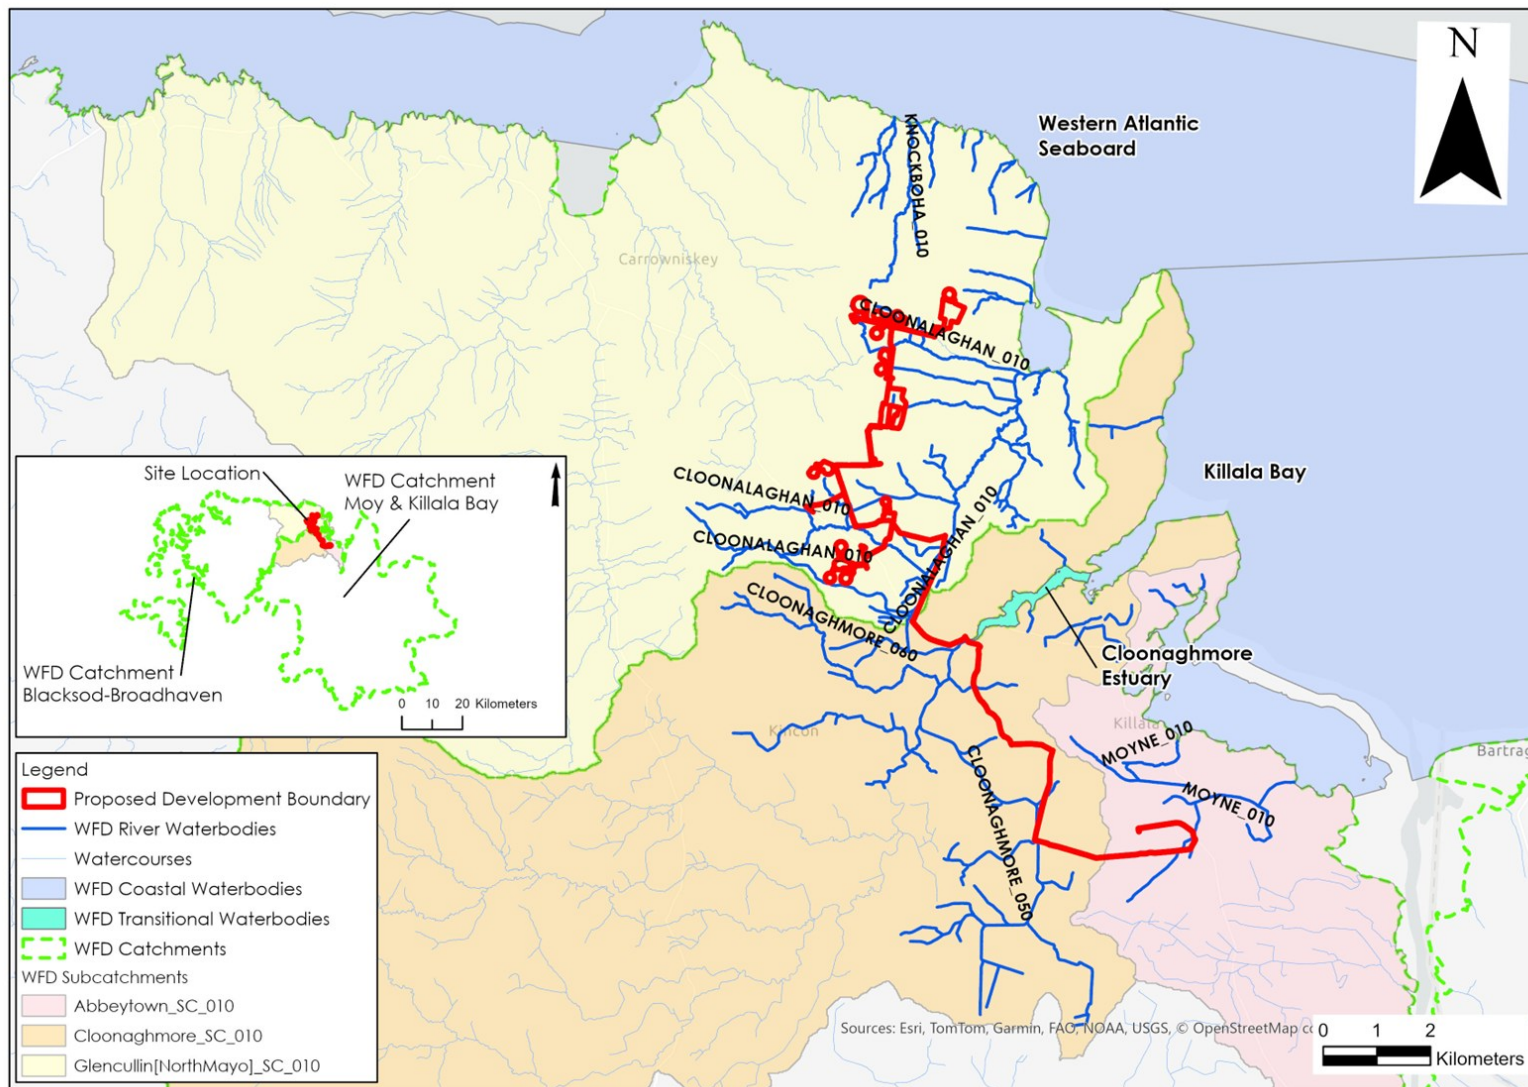 N
Western Atlantic
Seaboard
KNOCKBOHA_010
Carrowniskey
CLOONALAGHAN_010
Killala Bay
CLOONALAGHAN_010
CLOONALAGHAN_010
CLOONALAGHAN_010
CLOONAGHMORE_060
Cloonaghmore
Estuary
Killala
Kincon
MOYNE_010
MOYNE_010
Bartrag
CLOONAGHMORE_050
Site Location
WFD Catchment
Moy & Killala Bay
WFD Catchment
Blacksod-Broadhaven
0 10 20 Kilometers
Legend
Proposed Development Boundary
WFD River Waterbodies
Watercourses
WFD Coastal Waterbodies
WFD Transitional Waterbodies
WFD Catchments
WFD Subcatchments
Abbeytown_SC_010
Cloonaghmore_SC_010
Glencullin[NorthMayo]_SC_010
Sources: Esri, TomTom, Garmin, FAO, NOAA, USGS, © OpenStreetMap co
0 1 2
Kilometers